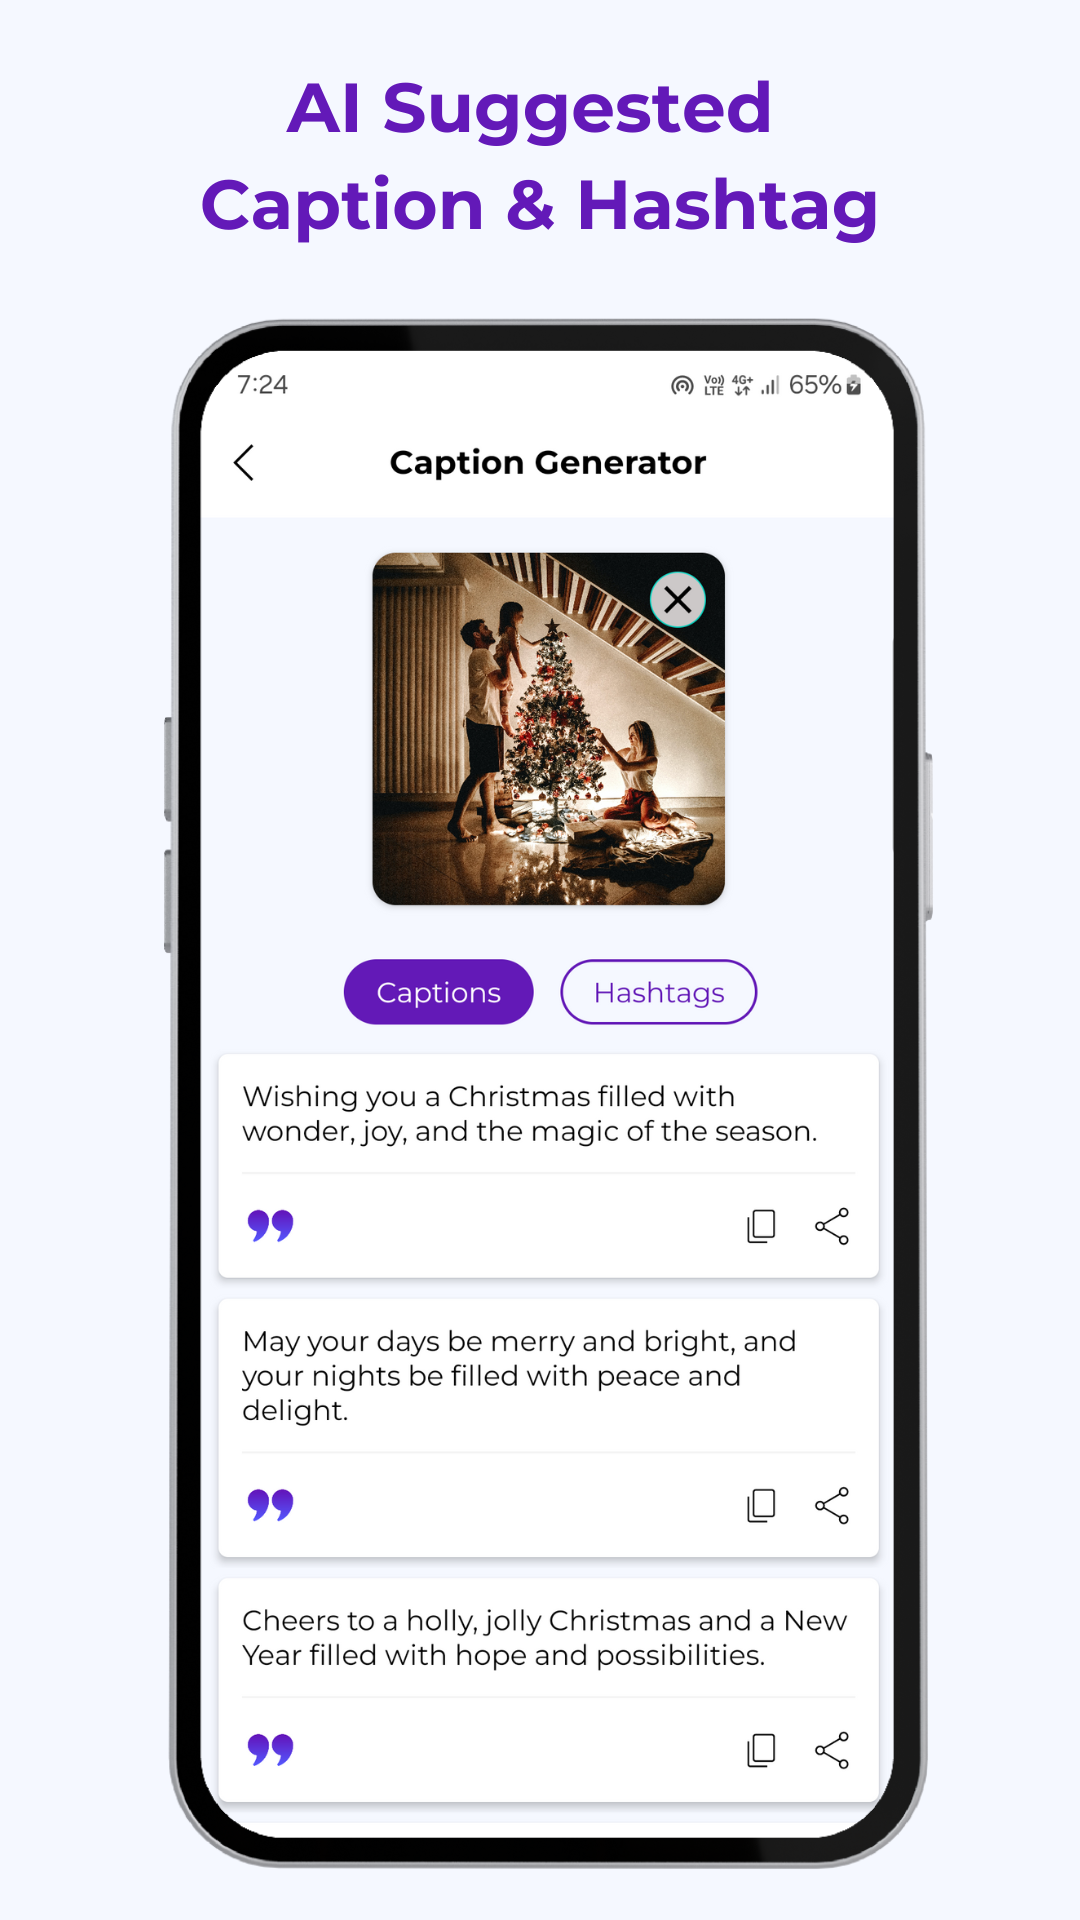 AI Suggested
Caption & Hashtag
7:24
Vo)) LTE 4G+ 65%
Caption Generator
Captions
Hashtags
Wishing you a Christmas filled with
wonder, joy, and the magic of the season.
May your days be merry and bright, and
your nights be filled with peace and
delight.
Cheers to a holly, jolly Christmas and a New
Year filled with hope and possibilities.